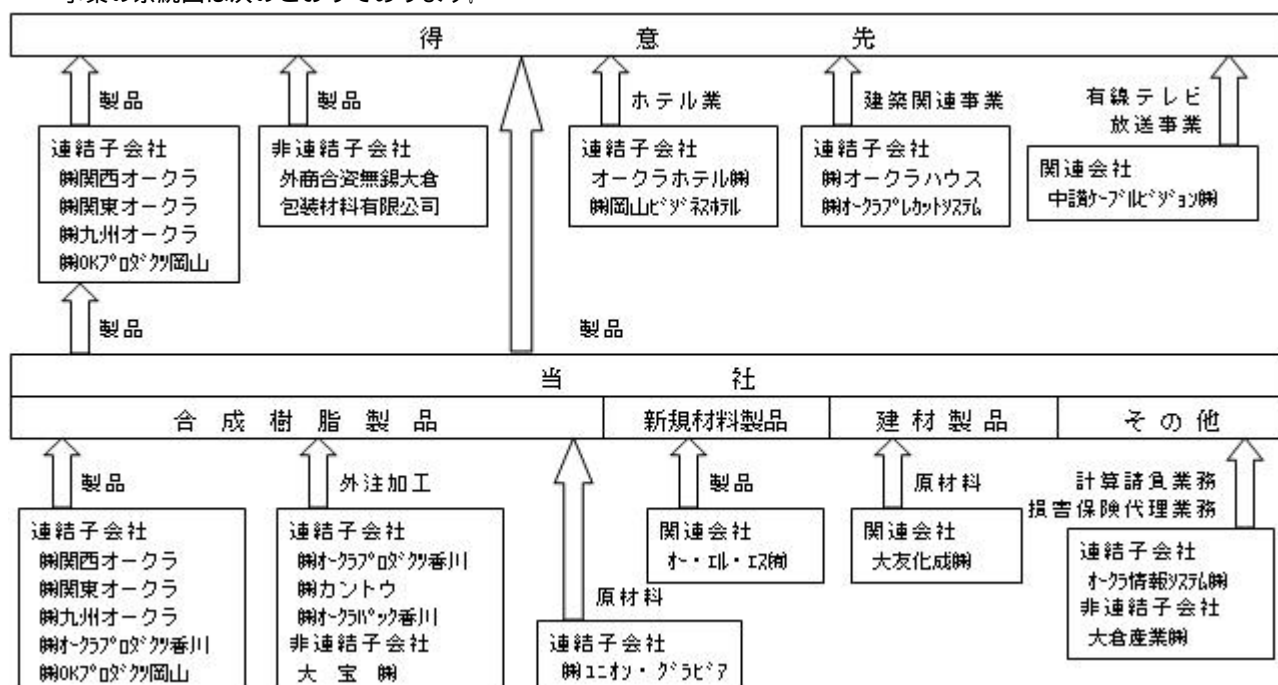 事業の系統図は次のとおりであります。
得意先
製品
連結子会社
㈱関西オークラ
㈱関東オークラ
㈱九州オークラ
㈱OKﾌﾟﾛﾀﾞｸﾂ岡山
製品
非連結子会社
外商合資無錫大倉
包装材料有限公司
ホテル業
連結子会社
オークラホテル㈱
㈱岡山ﾋﾞｼﾞﾈｽﾎﾃﾙ
建築関連事業
連結子会社
㈱オークラハウス
㈱ｵｰｸﾗﾌﾟﾚｶｯﾄｼｽﾃﾑ
有線テレビ
放送事業
関連会社
中讃ｹｰﾌﾞﾙﾋﾞｼﾞｮﾝ㈱
製品
製品
当社
合成樹脂製品
新規材料製品
建材製品
その他
製品
連結子会社
㈱関西オークラ
㈱関東オークラ
㈱九州オークラ
㈱ｵｰｸﾗﾌﾟﾛﾀﾞｸﾂ香川
㈱OKﾌﾟﾛﾀﾞｸﾂ岡山
外注加工
連結子会社
㈱ｵｰｸﾗﾌﾟﾛﾀﾞｸﾂ香川
㈱カントウ
㈱ｵｰｸﾗﾊﾟｯｸ香川
非連結子会社
大宝㈱
原材料
連結子会社
㈱ﾕﾆｵﾝ・ｸﾞﾗﾋﾞｱ
製品
関連会社
ｵｰ・ｴﾙ・ｴｽ㈲
原材料
関連会社
大友化成㈱
計算請負業務
損害保険代理業務
連結子会社
ｵｰｸﾗ情報ｼｽﾃﾑ㈱
非連結子会社
大倉産業㈱